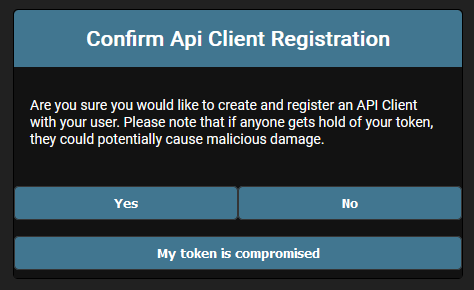 Confirm Api Client Registration
Are you sure you would like to create and register an API Client
with your user. Please note that if anyone gets hold of your token,
they could potentially cause malicious damage.
Yes
No
My token is compromised